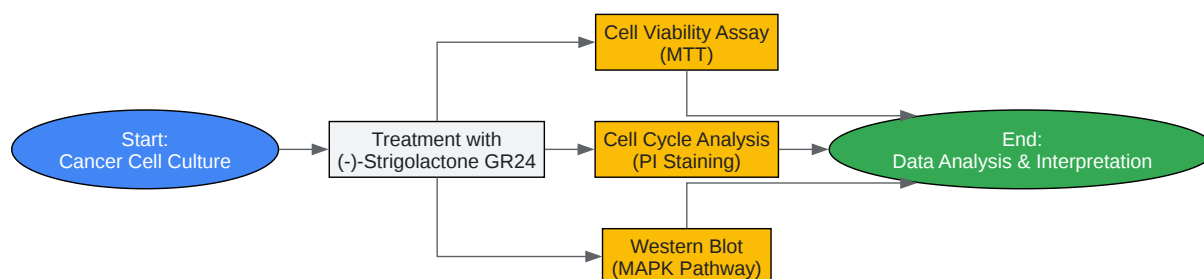 Start:
Cancer Cell Culture
Treatment with
(-)-Strigolactone GR24
Cell Viability Assay
(MTT)
Cell Cycle Analysis
(PI Staining)
Western Blot
(MAPK Pathway)
End:
Data Analysis & Interpretation